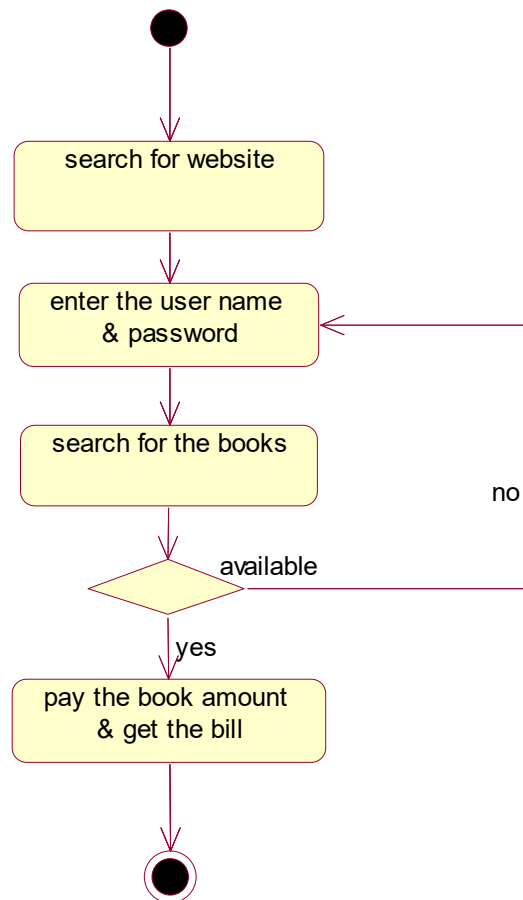 search for website
enter the user name
& password
search for the books
no
available
yes
pay the book amount
& get the bill